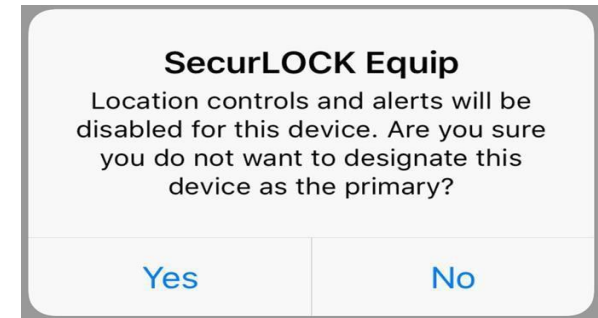 SecurLOCK Equip
Location controls and alerts will be
disabled for this device. Are you sure
you do not want to designate this
device as the primary?
Yes
No